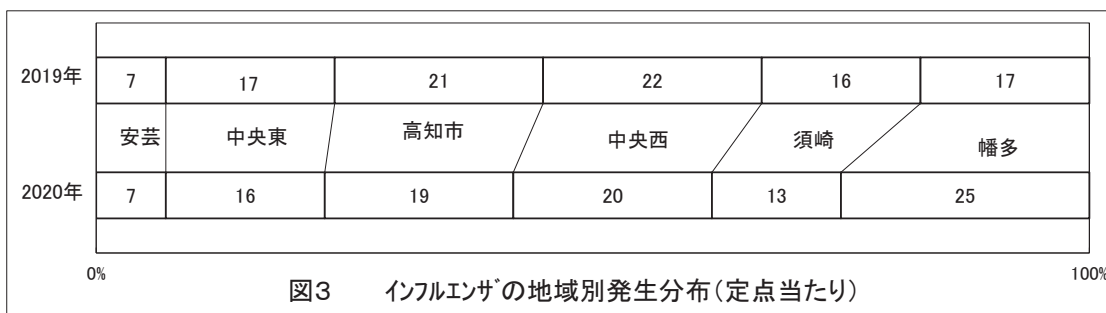 2019年 7 17 21 22 16 17
安芸 中央東 高知市 中央西 須崎 幡多
2020年 7 16 19 20 13 25
0% 100%
図3 インフルエンザの地域別発生分布(定点当たり)